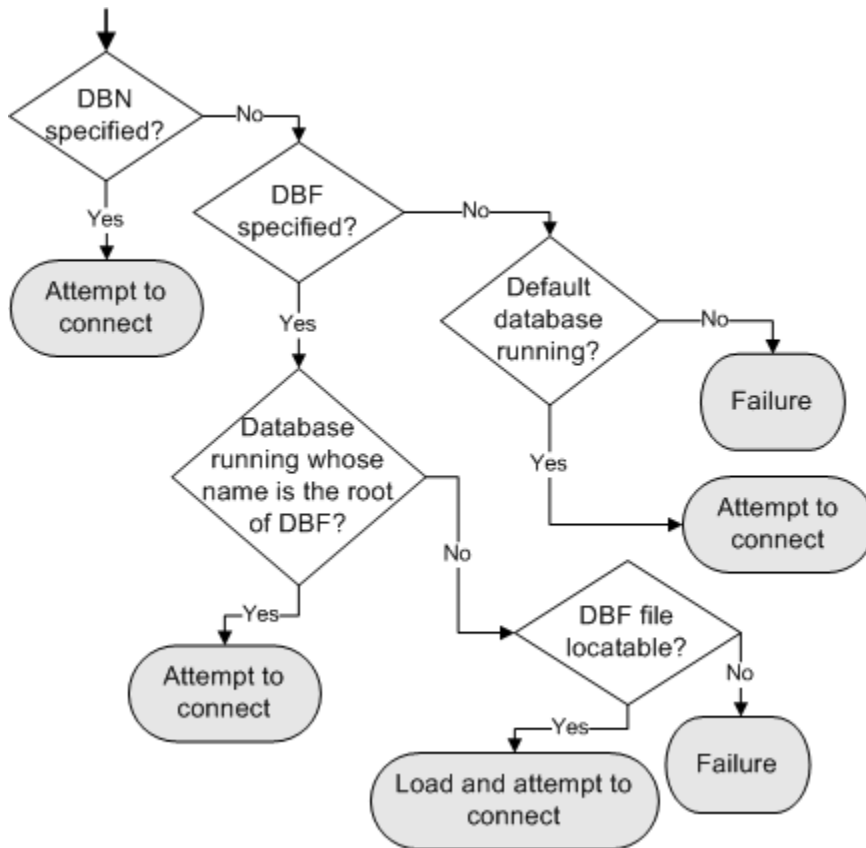 DBN
specified?
No
Yes
DBF
specified?
No
Attempt to
connect
Yes
Default
database
running?
No
Failure
Database
running whose
name is the root
of DBF?
Yes
Attempt to
connect
No
Yes
DBF file
locatable?
Attempt to
connect
No
Yes
Load and attempt to
connect
Failure